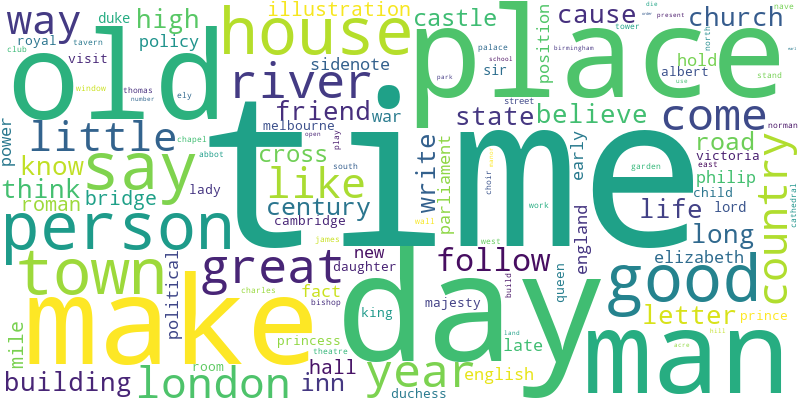 way duke high illustration castle cause church nave
royal tavern policy house sir position palace tower die use present
club old place birmingham north hold
visit sidenote river school park albert stand
window thomas number ely friend war state street believe come norman
power little melbourne time
chapel open play
say cross road victoria
know abbot south write parliament early garden east
think bridge like philip child
roman lady century choir work life lord cathedral
person cambridge wall country
james west england long
town great new follow queen elizabeth good
political daughter build letter
make charles fact day majesty prince
mile bishop king land hill
princess theatre late man acre
building room hall year english
london inn duchess